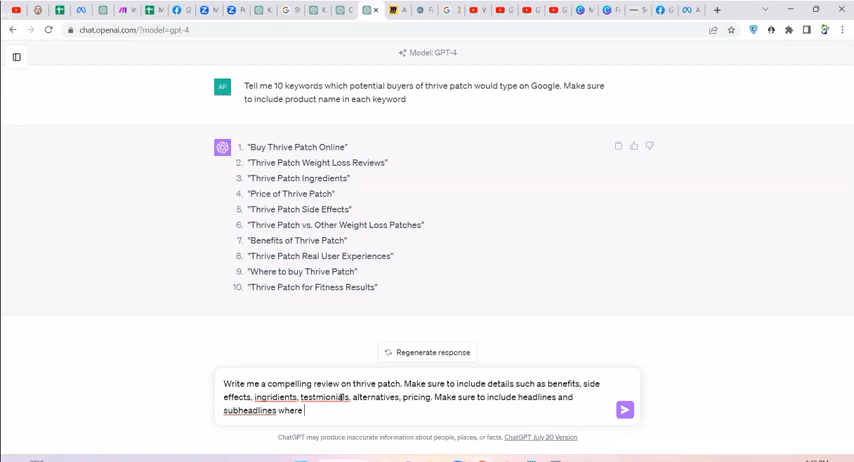 chat.openai.com/?model=gpt-4
Model: GPT-4
AF
Tell me 10 keywords which potential buyers of thrive patch would type on Google. Make sure
to include product name in each keyword
1. "Buy Thrive Patch Online"
2. "Thrive Patch Weight Loss Reviews"
3. "Thrive Patch Ingredients"
4. "Price of Thrive Patch"
5. "Thrive Patch Side Effects"
6. "Thrive Patch vs. Other Weight Loss Patches"
7. "Benefits of Thrive Patch"
8. "Thrive Patch Real User Experiences"
9. "Where to buy Thrive Patch"
10. "Thrive Patch for Fitness Results"
Regenerate response
Write me a compelling review on thrive patch. Make sure to include details such as benefits, side
effects, ingridients, testmionials, alternatives, pricing. Make sure to include headlines and
subheadlines where
ChatGPT may produce inaccurate information about people, places, or facts. ChatGPT July 20 Version